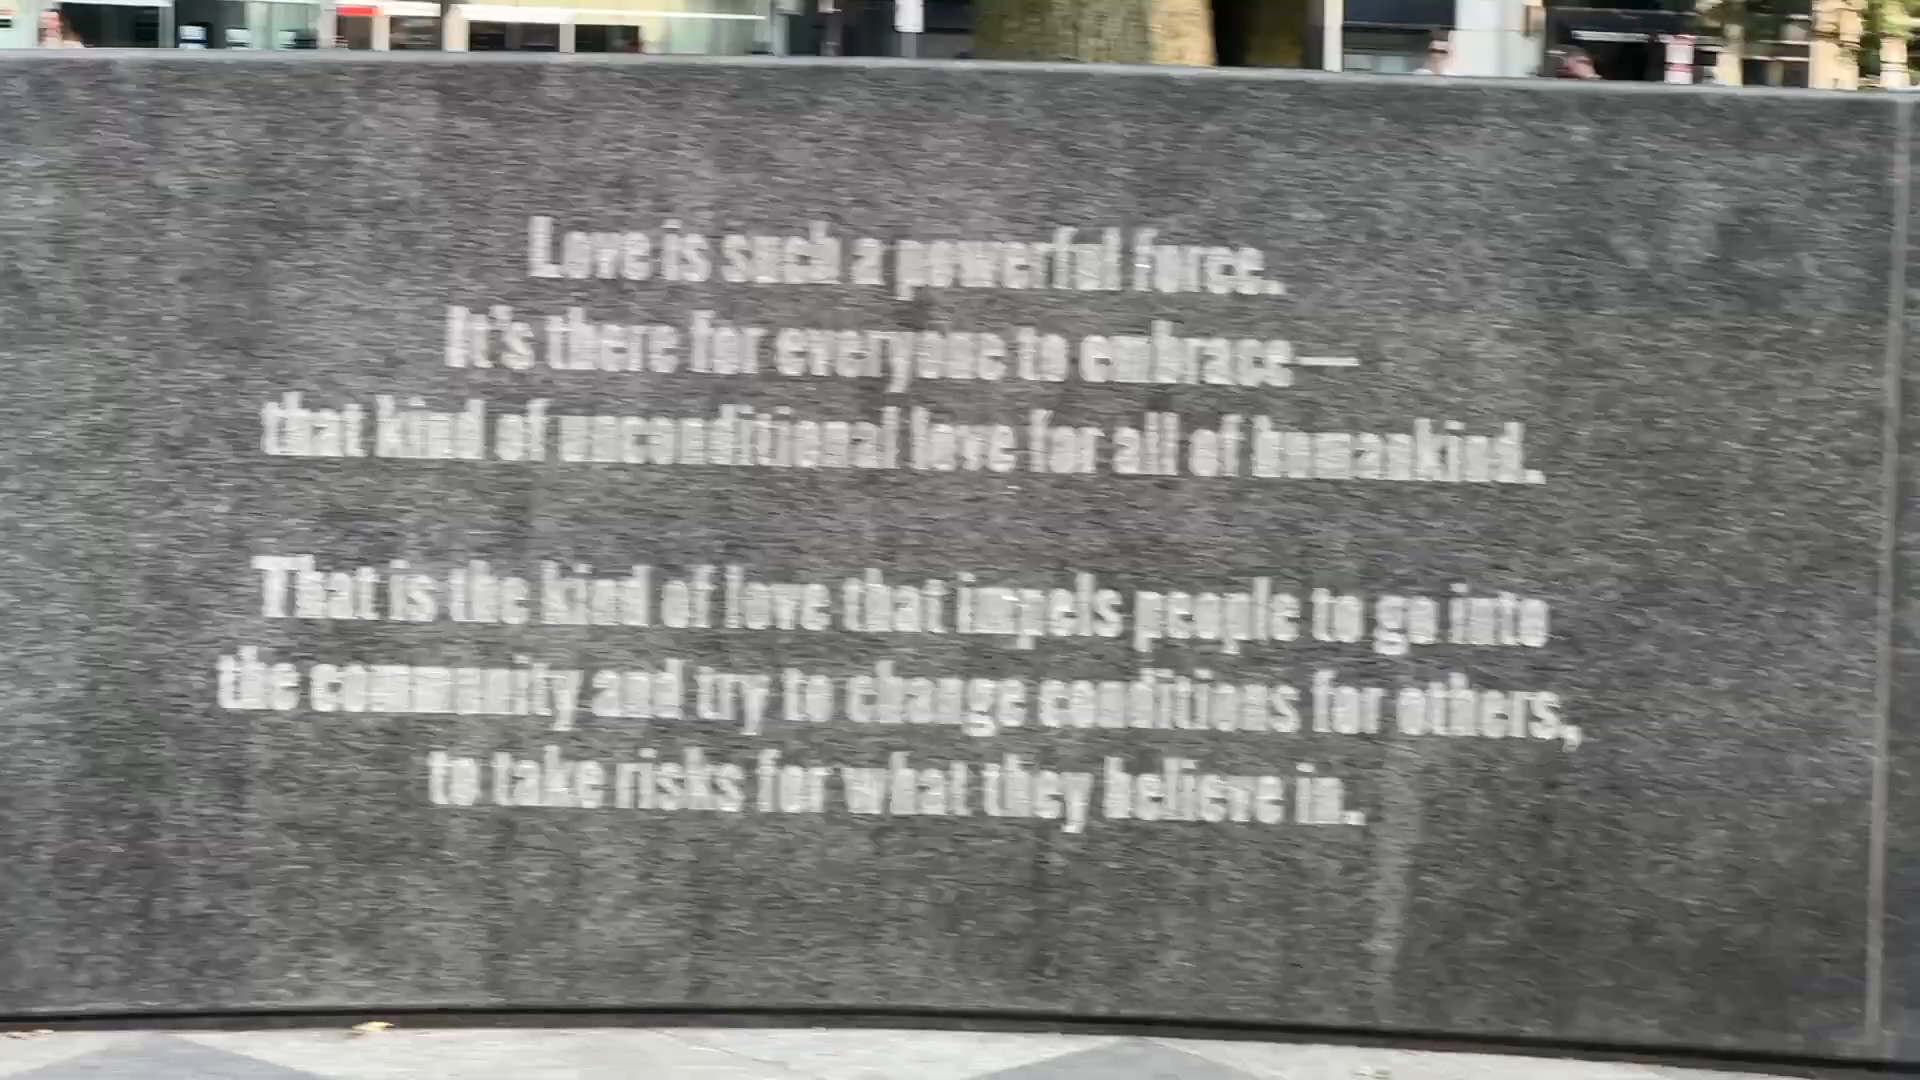 Love is such a powerful force.
It's there for everyone to embrace—
that kind of unconditional love for all of humankind.
That is the kind of love that impels people to go into
the community and try to change conditions for others,
to take risks for what they believe in.